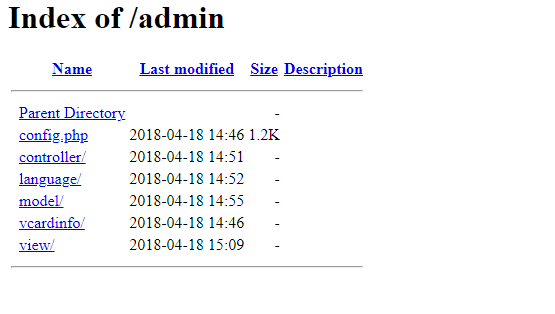 Index of /admin
Name Last modified Size Description
Parent Directory -
config.php 2018-04-18 14:46 1.2K
controller/ 2018-04-18 14:51 -
language/ 2018-04-18 14:52 -
model/ 2018-04-18 14:55 -
vcardinfo/ 2018-04-18 14:46 -
view/ 2018-04-18 15:09 -